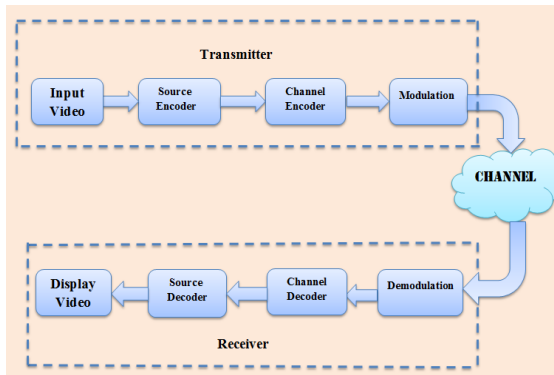 Transmitter
Input
Video
Source
Encoder
Channel
Encoder
Modulation
CHANNEL
Display
Video
Source
Decoder
Channel
Decoder
Demodulation
Receiver